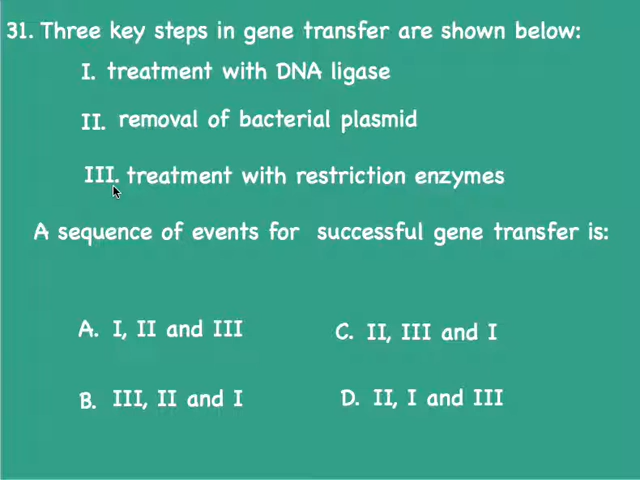 31. Three key steps in gene transfer are shown below:
I. treatment with DNA ligase
II. removal of bacterial plasmid
III. treatment with restriction enzymes
A sequence of events for successful gene transfer is:
A. I, II and III
C. II, III and I
B. III, II and I
D. II, I and III